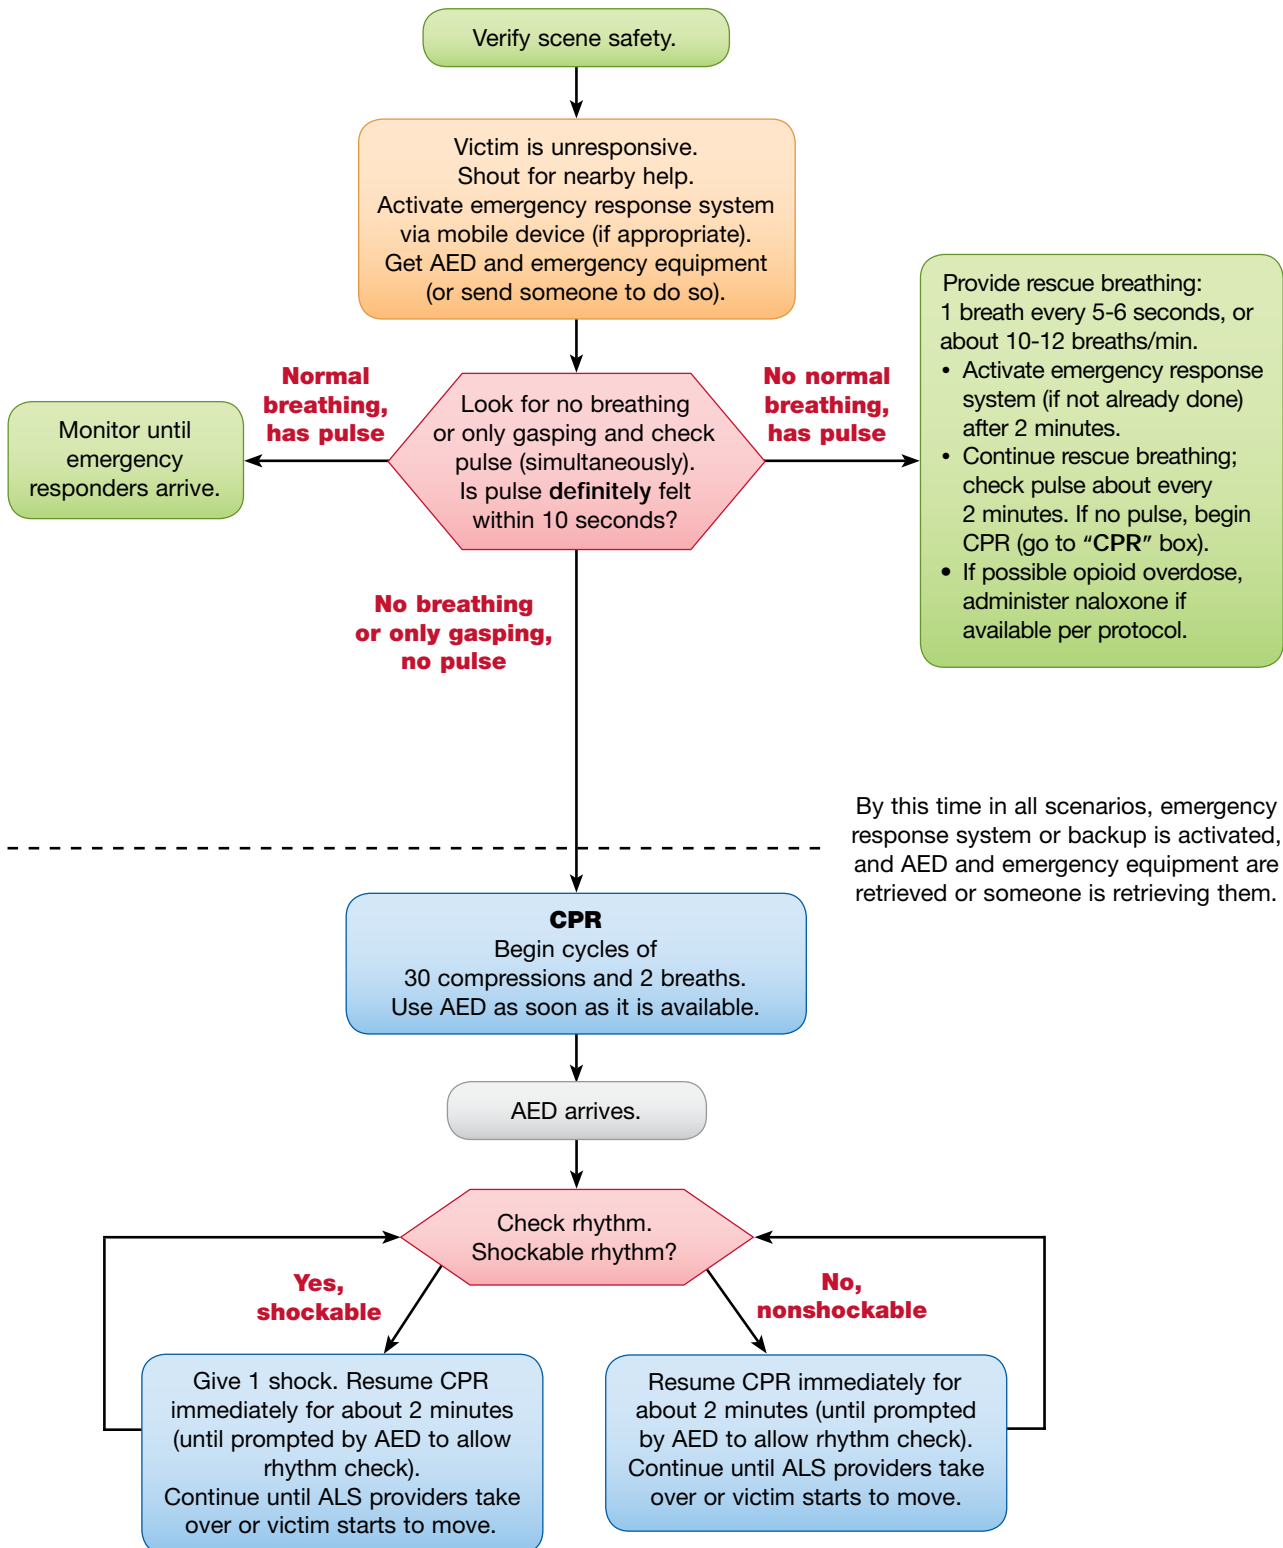 Verify scene safety.
Victim is unresponsive.
Shout for nearby help.
Activate emergency response system
via mobile device (if appropriate).
Get AED and emergency equipment
(or send someone to do so).
Normal
breathing,
has pulse
Monitor until
emergency
responders arrive.
Look for no breathing
or only gasping and check
pulse (simultaneously).
Is pulse definitely felt
within 10 seconds?
No normal
breathing,
has pulse
Provide rescue breathing:
1 breath every 5-6 seconds, or
about 10-12 breaths/min.
• Activate emergency response
system (if not already done)
after 2 minutes.
• Continue rescue breathing;
check pulse about every
2 minutes. If no pulse, begin
CPR (go to “CPR” box).
• If possible opioid overdose,
administer naloxone if
available per protocol.
No breathing
or only gasping,
no pulse
By this time in all scenarios, emergency
response system or backup is activated,
and AED and emergency equipment are
retrieved or someone is retrieving them.
CPR
Begin cycles of
30 compressions and 2 breaths.
Use AED as soon as it is available.
AED arrives.
Check rhythm.
Shockable rhythm?
Yes,
shockable
No,
nonshockable
Give 1 shock. Resume CPR
immediately for about 2 minutes
(until prompted by AED to allow
rhythm check).
Continue until ALS providers take
over or victim starts to move.
Resume CPR immediately for
about 2 minutes (until prompted
by AED to allow rhythm check).
Continue until ALS providers take
over or victim starts to move.